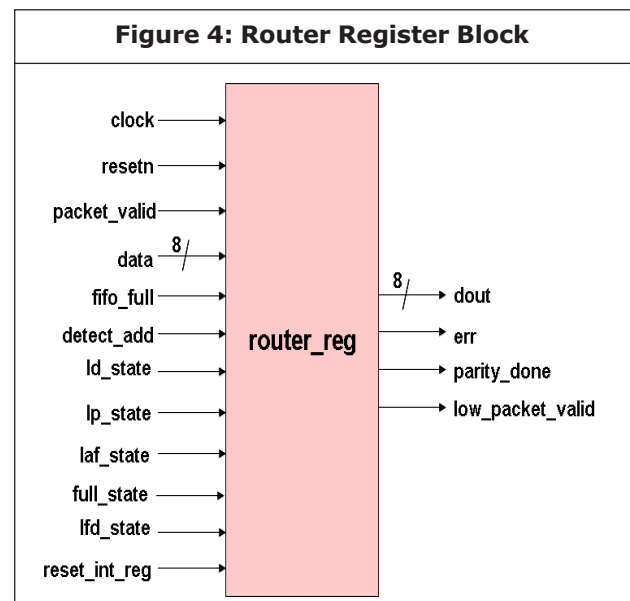 Figure 4: Router Register Block
clock
resetn
packet_valid
8
data
fifo_full
detect_add
ld_state
lp_state
laf_state
full_state
lfd_state
reset_int_reg
router_reg
8
dout
err
parity_done
low_packet_valid